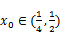 x₀ ∈ (1/4, 1/2)